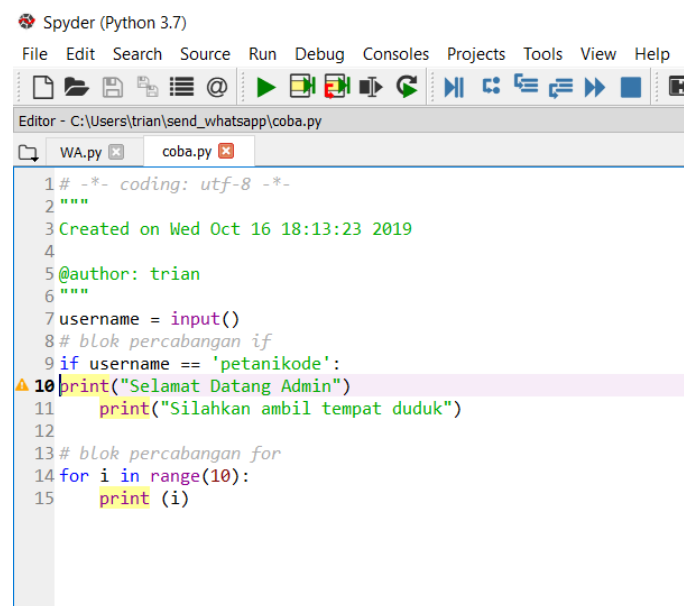 Spyder (Python 3.7)
File Edit Search Source Run Debug Consoles Projects Tools View Help
Editor - C:\Users\trian\send_whatsapp\coba.py
WA.py coba.py
1 # -*- coding: utf-8 -*-
2 """
3 Created on Wed Oct 16 18:13:23 2019
4
5 @author: trian
6 """
7 username = input()
8 # blok percabangan if
9 if username == 'petanikode':
10 print("Selamat Datang Admin")
11     print("Silahkan ambil tempat duduk")
12
13 # blok percabangan for
14 for i in range(10):
15     print (i)